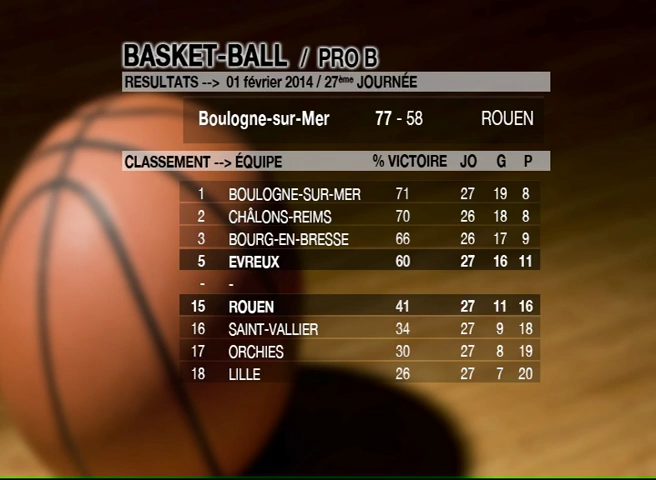 BASKET-BALL / PRO B
RESULTATS --> 01 février 2014 / 27ème JOURNÉE
Boulogne-sur-Mer 77 - 58 ROUEN
CLASSEMENT --> ÉQUIPE % VICTOIRE JO G P
1 BOULOGNE-SUR-MER 71 27 19 8
2 CHÂLONS-REIMS 70 26 18 8
3 BOURG-EN-BRESSE 66 26 17 9
5 EVREUX 60 27 16 11
- -
15 ROUEN 41 27 11 16
16 SAINT-VALLIER 34 27 9 18
17 ORCHIES 30 27 8 19
18 LILLE 26 27 7 20